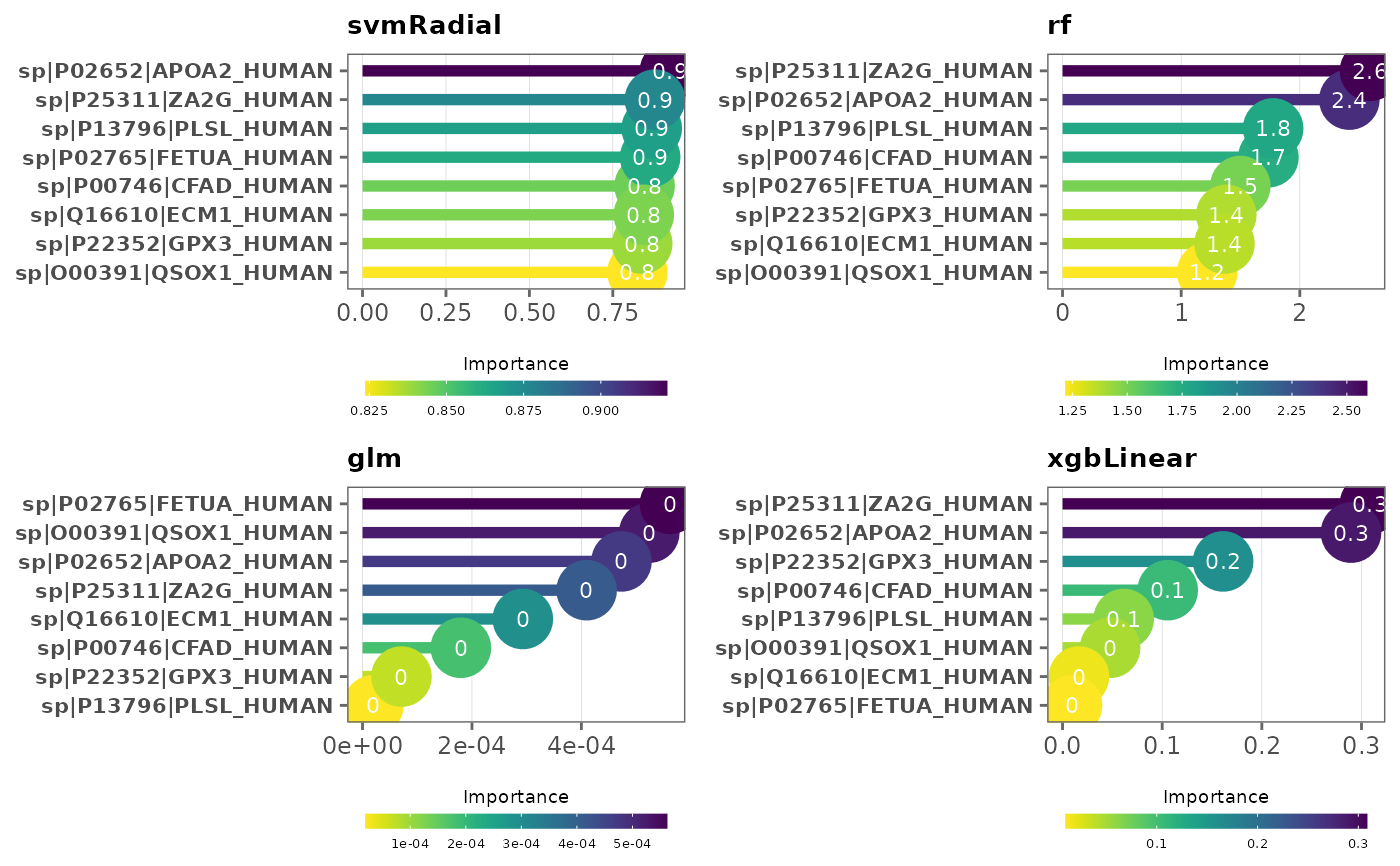 svmRadial
sp|P02652|APOA2_HUMAN 0.9
sp|P25311|ZA2G_HUMAN 0.9
sp|P13796|PLSL_HUMAN 0.9
sp|P02765|FETUA_HUMAN 0.9
sp|P00746|CFAD_HUMAN 0.8
sp|Q16610|ECM1_HUMAN 0.8
sp|P22352|GPX3_HUMAN 0.8
sp|O00391|QSOX1_HUMAN 0.8
0.00 0.25 0.50 0.75
Importance
0.825 0.850 0.875 0.900
rf
sp|P25311|ZA2G_HUMAN 2.6
sp|P02652|APOA2_HUMAN 2.4
sp|P13796|PLSL_HUMAN 1.8
sp|P00746|CFAD_HUMAN 1.7
sp|P02765|FETUA_HUMAN 1.5
sp|P22352|GPX3_HUMAN 1.4
sp|Q16610|ECM1_HUMAN 1.4
sp|O00391|QSOX1_HUMAN 1.2
0 1 2
Importance
1.25 1.50 1.75 2.00 2.25 2.50
glm
sp|P02765|FETUA_HUMAN 0
sp|O00391|QSOX1_HUMAN 0
sp|P02652|APOA2_HUMAN 0
sp|P25311|ZA2G_HUMAN 0
sp|Q16610|ECM1_HUMAN 0
sp|P00746|CFAD_HUMAN 0
sp|P22352|GPX3_HUMAN 0
sp|P13796|PLSL_HUMAN 0
0e+00 2e-04 4e-04
Importance
1e-04 2e-04 3e-04 4e-04 5e-04
xgbLinear
sp|P25311|ZA2G_HUMAN 0.3
sp|P02652|APOA2_HUMAN 0.3
sp|P22352|GPX3_HUMAN 0.2
sp|P00746|CFAD_HUMAN 0.1
sp|P13796|PLSL_HUMAN 0.1
sp|O00391|QSOX1_HUMAN 0
sp|Q16610|ECM1_HUMAN 0
sp|P02765|FETUA_HUMAN 0
0.0 0.1 0.2 0.3
Importance
0.1 0.2 0.3